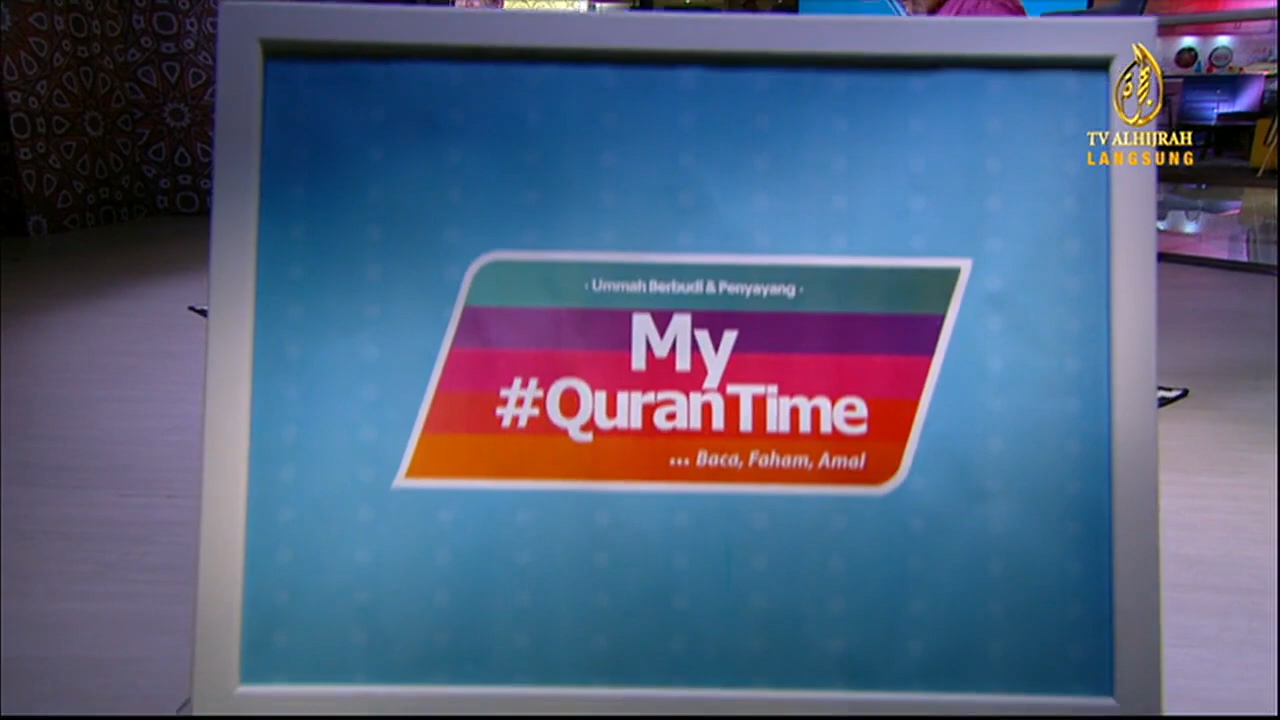 TV ALHIJRAH
LANGSUNG
· Ummah Berbudi & Penyayang ·
My
#QuranTime
... Baca, Faham, Amal